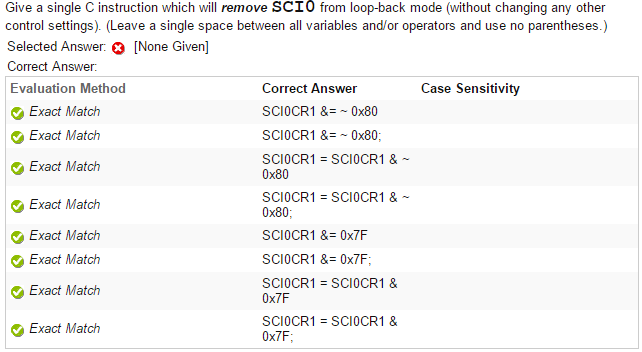 Give a single C instruction which will remove SCI0 from loop-back mode (without changing any other
control settings). (Leave a single space between all variables and/or operators and use no parentheses.)
Selected Answer: [None Given]
Correct Answer:
Evaluation Method Correct Answer Case Sensitivity
Exact Match SCI0CR1 &= ~ 0x80
Exact Match SCI0CR1 &= ~ 0x80;
Exact Match SCI0CR1 = SCI0CR1 & ~
0x80
Exact Match SCI0CR1 = SCI0CR1 & ~
0x80;
Exact Match SCI0CR1 &= 0x7F
Exact Match SCI0CR1 &= 0x7F;
Exact Match SCI0CR1 = SCI0CR1 &
0x7F
Exact Match SCI0CR1 = SCI0CR1 &
0x7F;